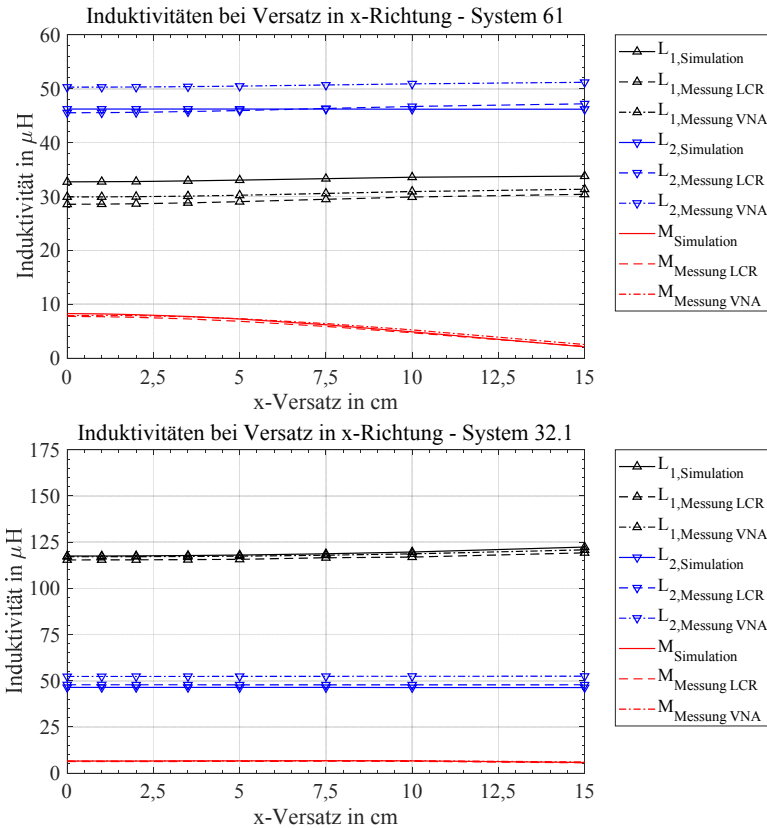 Induktivitäten bei Versatz in x-Richtung - System 61
60
50
40
30
20
10
0
Induktivität in μH
0 2,5 5 7,5 10 12,5 15
x-Versatz in cm
L1,Simulation
L1,Messung LCR
L1,Messung VNA
L2,Simulation
L2,Messung LCR
L2,Messung VNA
MSimulation
MMessung LCR
MMessung VNA
Induktivitäten bei Versatz in x-Richtung - System 32.1
175
150
125
100
75
50
25
0
Induktivität in μH
0 2,5 5 7,5 10 12,5 15
x-Versatz in cm
L1,Simulation
L1,Messung LCR
L1,Messung VNA
L2,Simulation
L2,Messung LCR
L2,Messung VNA
MSimulation
MMessung LCR
MMessung VNA